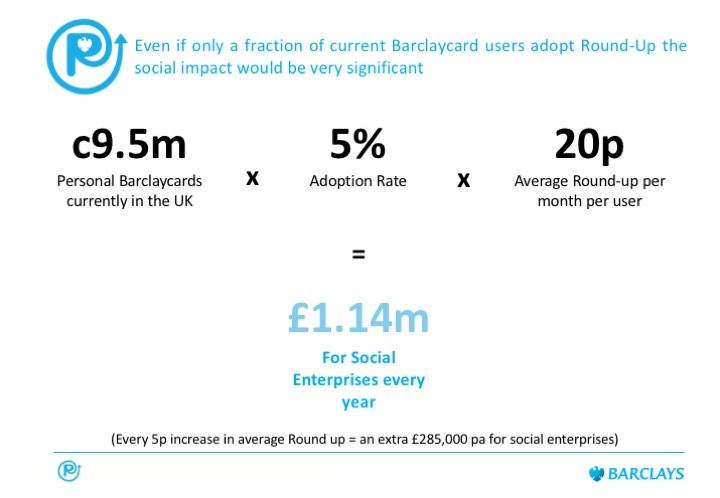 Even if only a fraction of current Barclaycard users adopt Round-Up the
social impact would be very significant
c9.5m
Personal Barclaycards
currently in the UK
x
5%
Adoption Rate
x
20p
Average Round-up per
month per user
=
£1.14m
For Social
Enterprises every
year
(Every 5p increase in average Round up = an extra £285,000 pa for social enterprises)
BARCLAYS